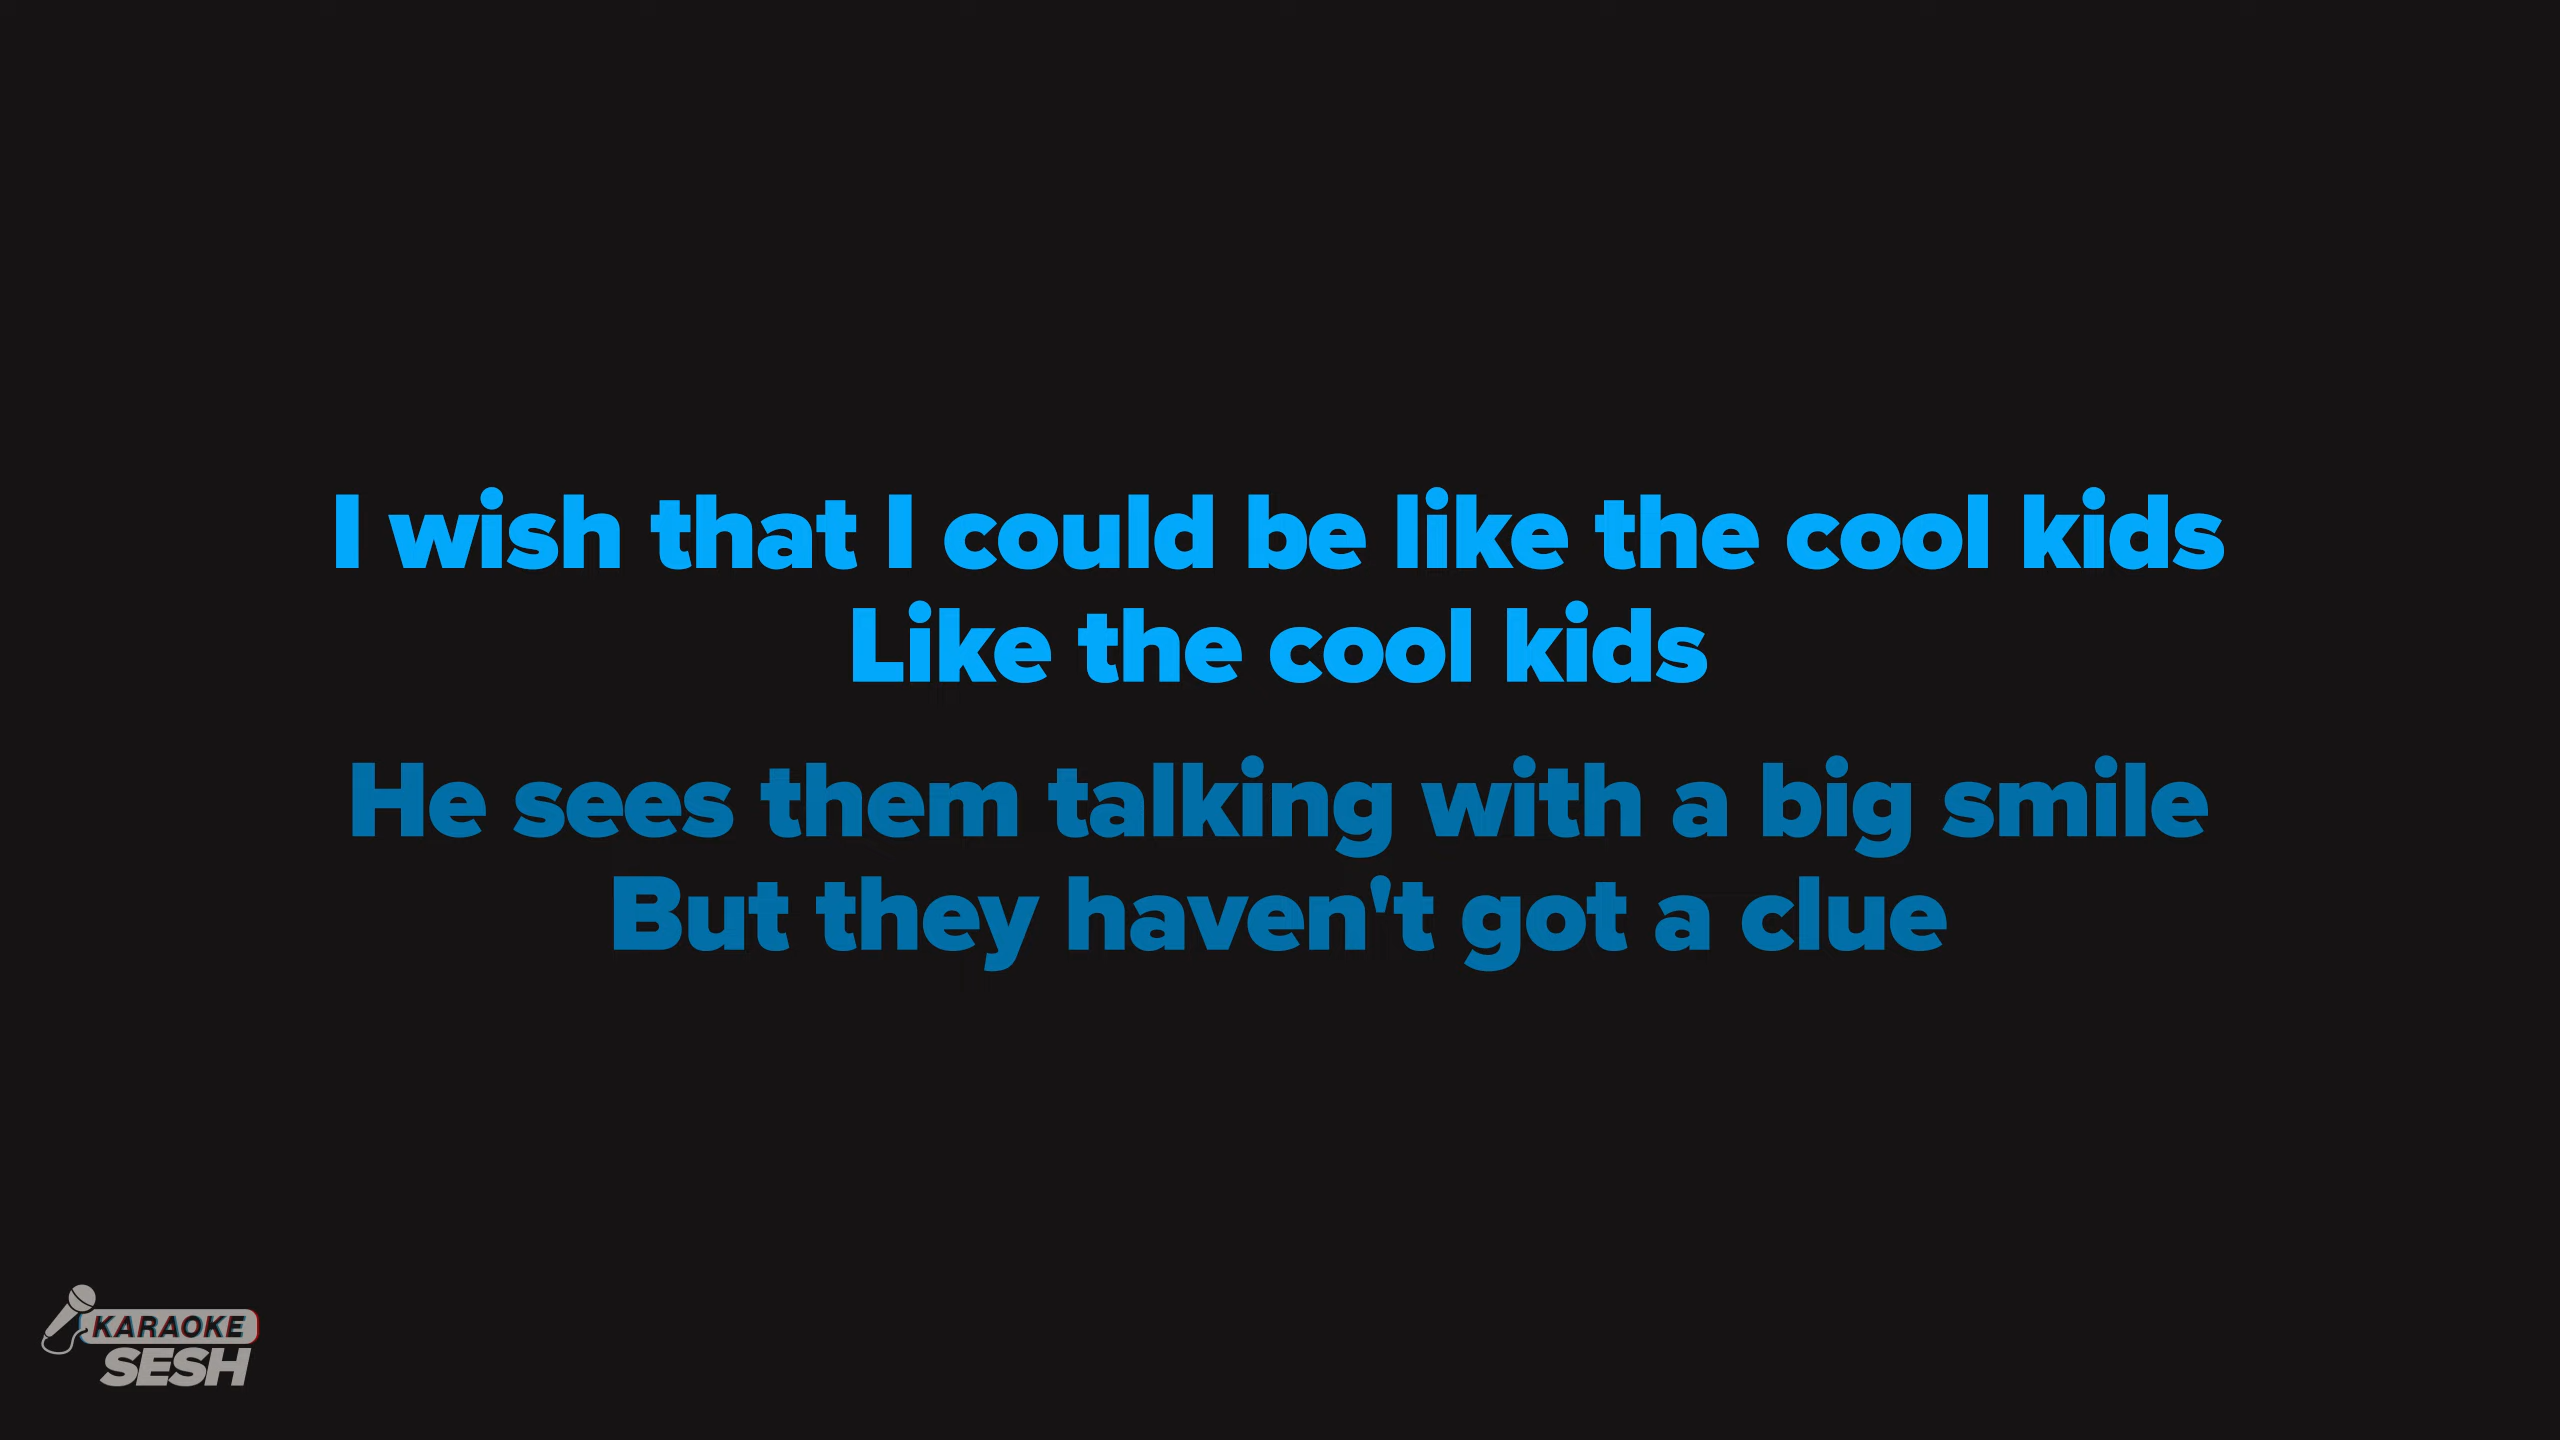 I wish that I could be like the cool kids
Like the cool kids
He sees them talking with a big smile
But they haven't got a clue
KARAOKE
SESH